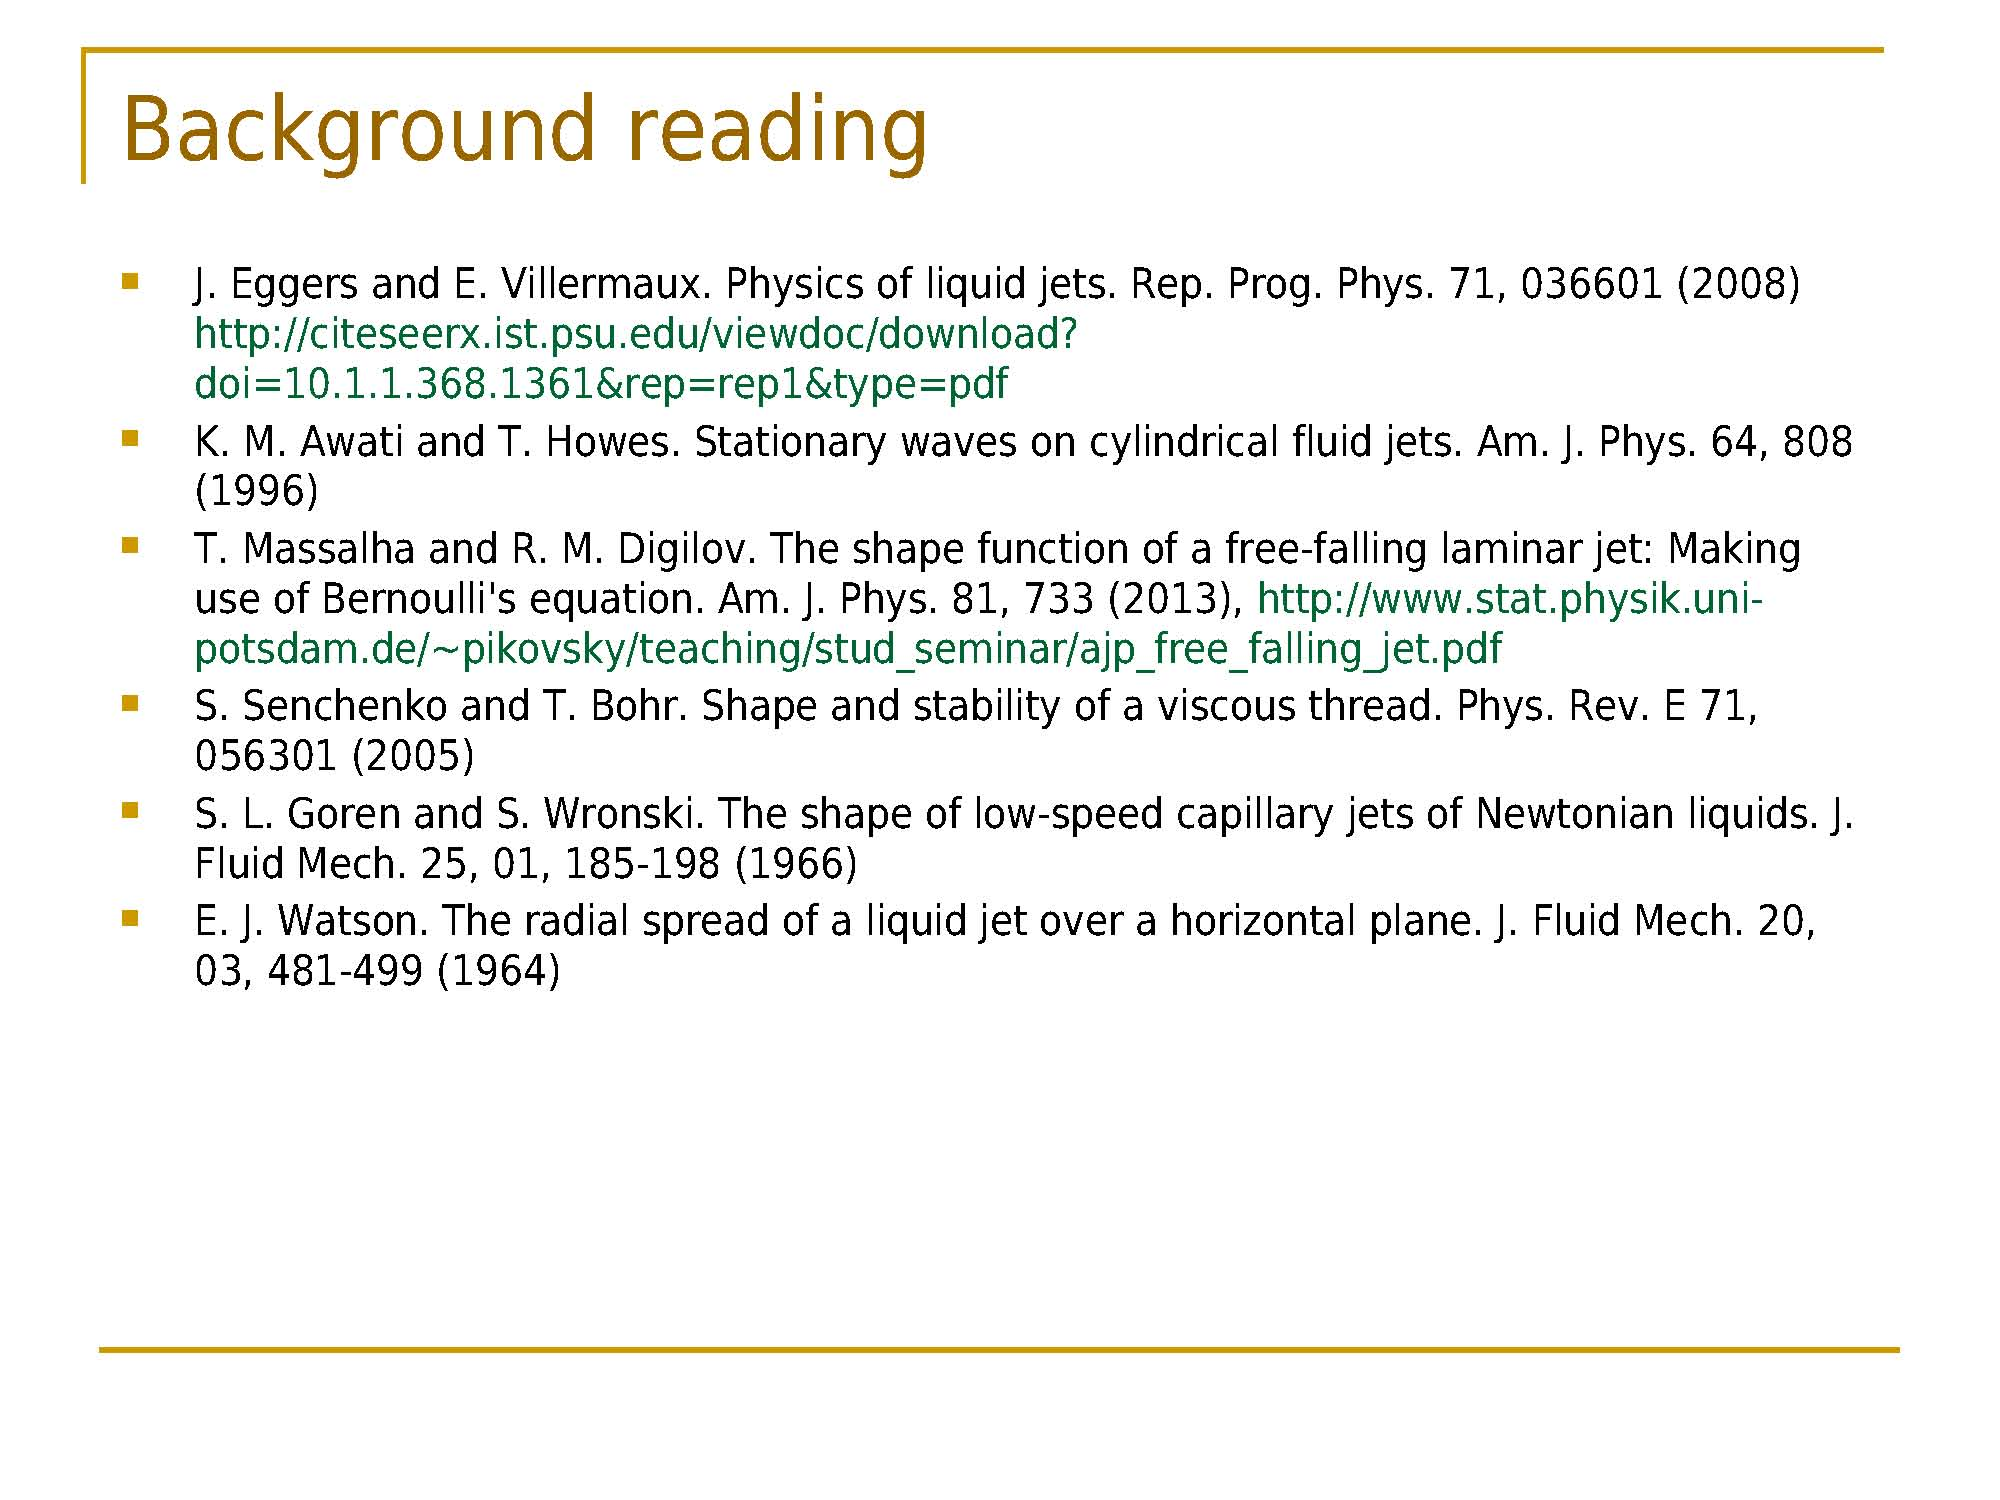 Background reading
J. Eggers and E. Villermaux. Physics of liquid jets. Rep. Prog. Phys. 71, 036601 (2008)
http://citeseerx.ist.psu.edu/viewdoc/download?
doi=10.1.1.368.1361&rep=rep1&type=pdf
K. M. Awati and T. Howes. Stationary waves on cylindrical fluid jets. Am. J. Phys. 64, 808
(1996)
T. Massalha and R. M. Digilov. The shape function of a free-falling laminar jet: Making
use of Bernoulli's equation. Am. J. Phys. 81, 733 (2013), http://www.stat.physik.uni-
potsdam.de/~pikovsky/teaching/stud_seminar/ajp_free_falling_jet.pdf
S. Senchenko and T. Bohr. Shape and stability of a viscous thread. Phys. Rev. E 71,
056301 (2005)
S. L. Goren and S. Wronski. The shape of low-speed capillary jets of Newtonian liquids. J.
Fluid Mech. 25, 01, 185-198 (1966)
E. J. Watson. The radial spread of a liquid jet over a horizontal plane. J. Fluid Mech. 20,
03, 481-499 (1964)